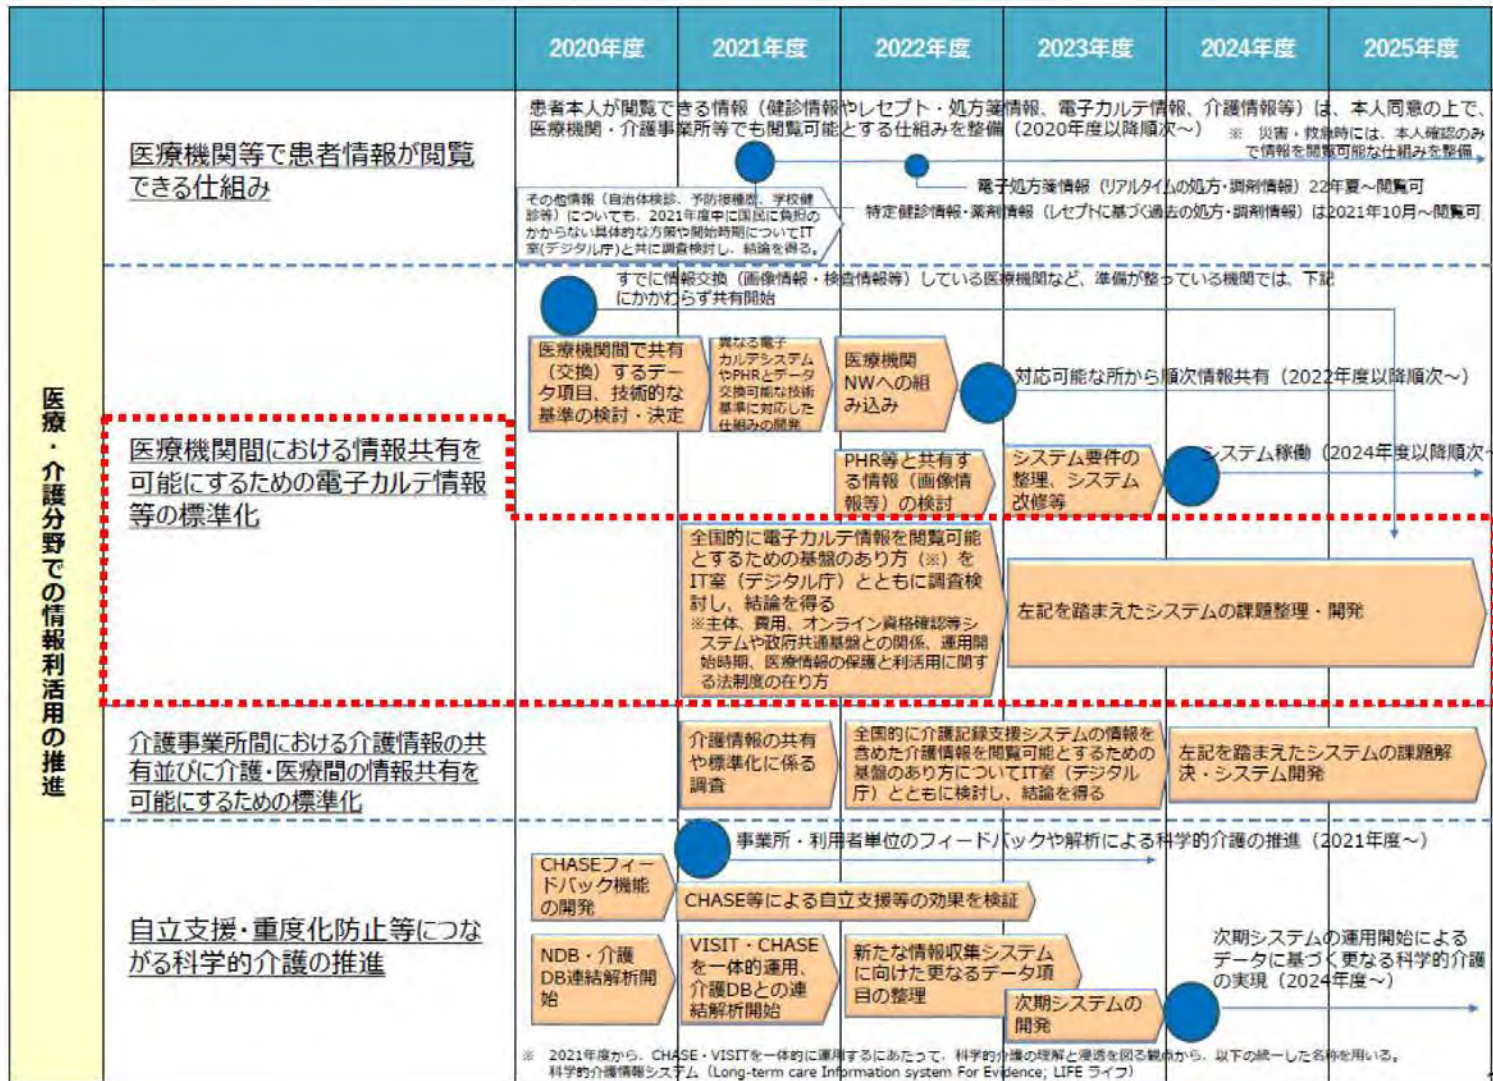 2020年度
2021年度
2022年度
2023年度
2024年度
2025年度
医療・介護分野での情報利活用の推進
医療機関等で患者情報が閲覧
できる仕組み
患者本人が閲覧できる情報（健診情報やレセプト・処方箋情報、電子カルテ情報、介護情報等）は、本人同意の上で、
医療機関・介護事業所等でも閲覧可能とする仕組みを整備（2020年度以降順次～）
※ 災害・救急時には、本人確認のみ
で情報を閲覧可能な仕組みを整備
電子処方箋情報（リアルタイムの処方・調剤情報）22年夏～閲覧可
特定健診情報・薬剤情報（レセプトに基づく過去の処方・調剤情報）は2021年10月～閲覧可
その他情報（自治体検診、予防接種歴、学校健
診等）についても、2021年度中に国民に負担の
かからない具体的な方策や開始時期についてIT
室(デジタル庁)と共に調査検討し、結論を得る。
医療機関間における情報共有を
可能にするための電子カルテ情報
等の標準化
すでに情報交換（画像情報・検査情報等）している医療機関など、準備が整っている機関では、下記
にかかわらず共有開始
医療機関間で共有
（交換）するデー
タ項目、技術的な
基準の検討・決定
異なる電子
カルテシステム
やPHRとデータ
交換可能な技術
基準に対応した
仕組みの開発
医療機関
NWへの組
み込み
対応可能な所から順次情報共有（2022年度以降順次～）
PHR等と共有す
る情報（画像情
報等）の検討
システム要件の
整理、システム
改修等
システム稼働（2024年度以降順次～
全国的に電子カルテ情報を閲覧可能
とするための基盤のあり方（※）を
IT室（デジタル庁）とともに調査検
討し、結論を得る
※主体、費用、オンライン資格確認等シ
ステムや政府共通基盤との関係、運用開
始時期、医療情報の保護と利活用に関す
る法制度の在り方
左記を踏まえたシステムの課題整理・開発
介護事業所間における介護情報の共
有並びに介護・医療間の情報共有を
可能にするための標準化
介護情報の共有
や標準化に係る
調査
全国的に介護記録支援システムの情報を
含めた介護情報を閲覧可能とするための
基盤のあり方についてIT室（デジタル
庁）とともに検討し、結論を得る
左記を踏まえたシステムの課題解
決・システム開発
自立支援・重度化防止等につな
がる科学的介護の推進
事業所・利用者単位のフィードバックや解析による科学的介護の推進（2021年度～）
CHASEフィー
ドバック機能
の開発
CHASE等による自立支援等の効果を検証
NDB・介護
DB連結解析開
始
VISIT・CHASE
を一体的運用、
介護DBとの連
結解析開始
新たな情報収集システム
に向けた更なるデータ項
目の整理
次期システムの
開発
次期システムの運用開始による
データに基づく更なる科学的介護
の実現（2024年度～）
※ 2021年度から、CHASE・VISITを一体的に運用するにあたって、科学的介護の理解と浸透を図る観点から、以下の統一した名称を用いる。
科学的介護情報システム（Long-term care Information system For Evidence; LIFE ライフ）